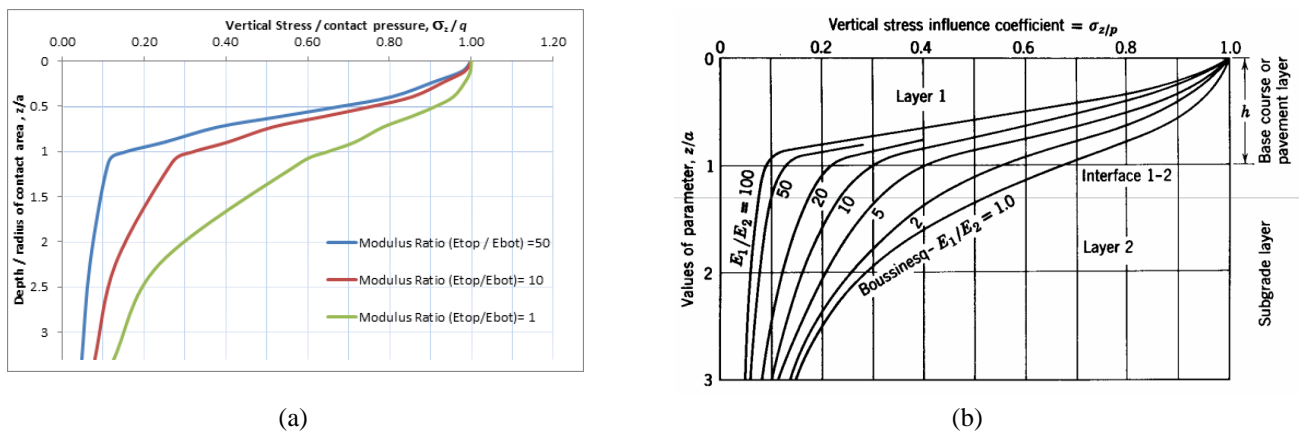 Vertical Stress / contact pressure, σz / q
0.00 0.20 0.40 0.60 0.80 1.00 1.20
Depth / radius of contact area , z/a
0
0.5
1
1.5
2
2.5
3
Modulus Ratio (Etop / Ebot) =50
Modulus Ratio (Etop/Ebot)= 10
Modulus Ratio (Etop/Ebot)= 1
(a)
Vertical stress influence coefficient = σz/p
0 0.2 0.4 0.6 0.8 1.0
Values of parameter, z/a
0
1
2
3
Layer 1
h
Base course or
pavement layer
Interface 1-2
E1/E2 = 100
50
20
10
5
2
Boussinesq - E1/E2 = 1.0
Layer 2
Subgrade layer
(b)